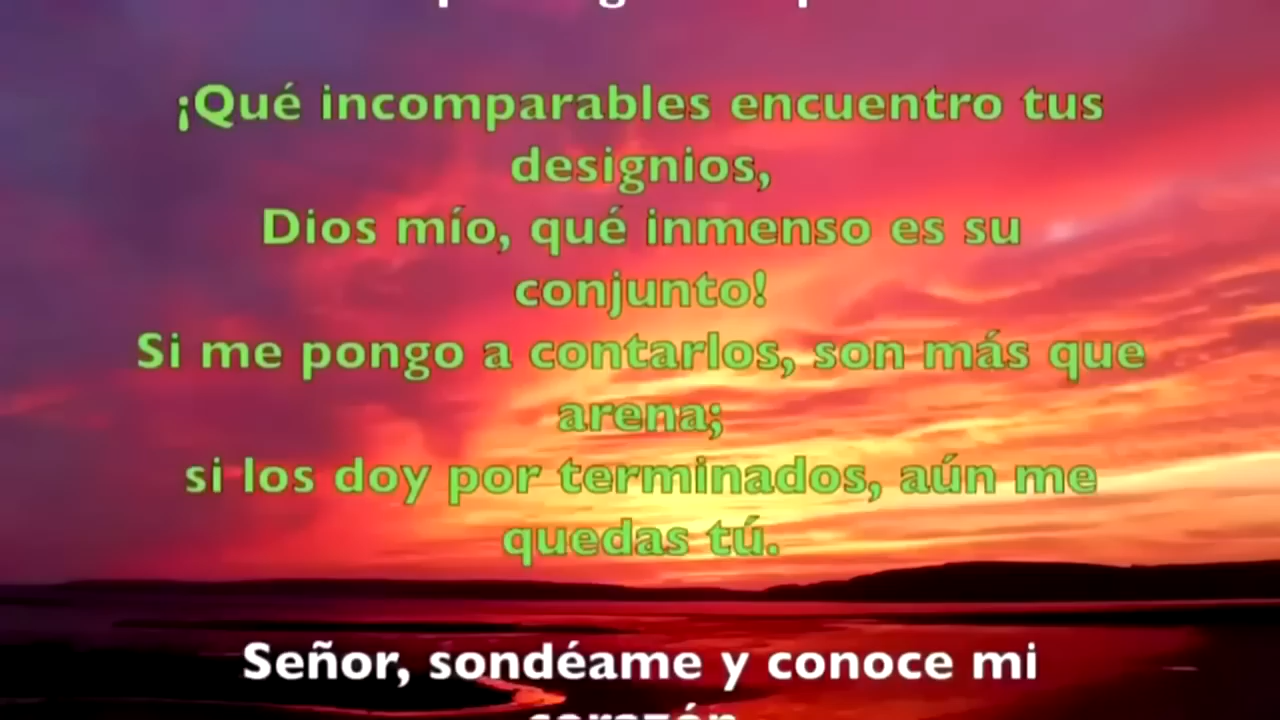 ¡Qué incomparables encuentro tus
designios,
Dios mío, qué inmenso es su
conjunto!
Si me pongo a contarlos, son más que
arena;
si los doy por terminados, aún me
quedas tú.
Señor, sondéame y conoce mi
corazón